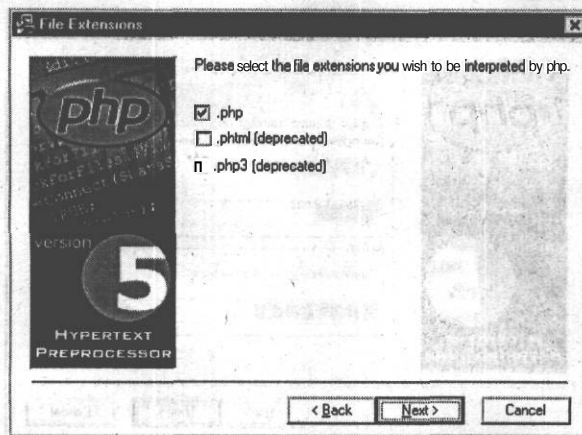 File Extensions
Please select the file extensions you wish to be interpreted by php.
php
.php
.phtml (deprecated)
.php3 (deprecated)
version
5
HYPERTEXT
PREPROCESSOR
< Back
Next >
Cancel